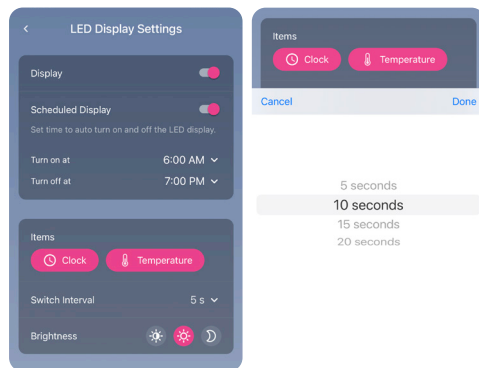 LED Display Settings
Display
Scheduled Display
Set time to auto turn on and off the LED display.
Turn on at 6:00 AM
Turn off at 7:00 PM
Items
Clock Temperature
Switch Interval 5 s
Brightness
Items
Clock Temperature
Cancel Done
5 seconds
10 seconds
15 seconds
20 seconds